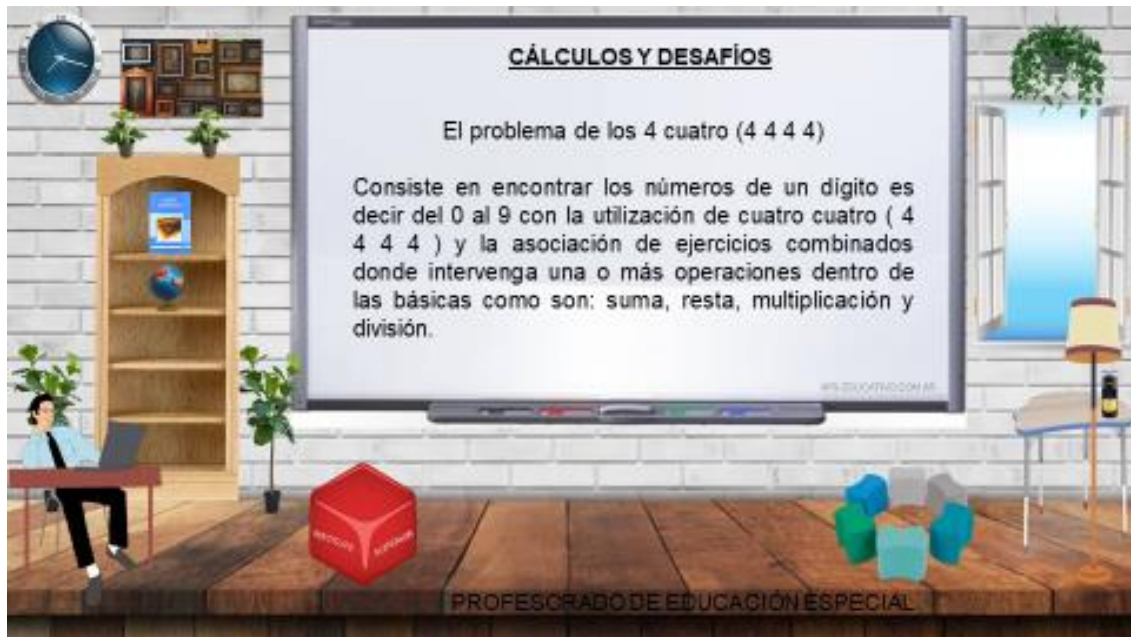 CÁLCULOS Y DESAFÍOS
El problema de los 4 cuatro (4 4 4 4)
Consiste en encontrar los números de un dígito es
decir del 0 al 9 con la utilización de cuatro cuatro ( 4
4 4 4 ) y la asociación de ejercicios combinados
donde intervenga una o más operaciones dentro de
las básicas como son: suma, resta, multiplicación y
división.
PROFESORADO DE EDUCACIÓN ESPECIAL